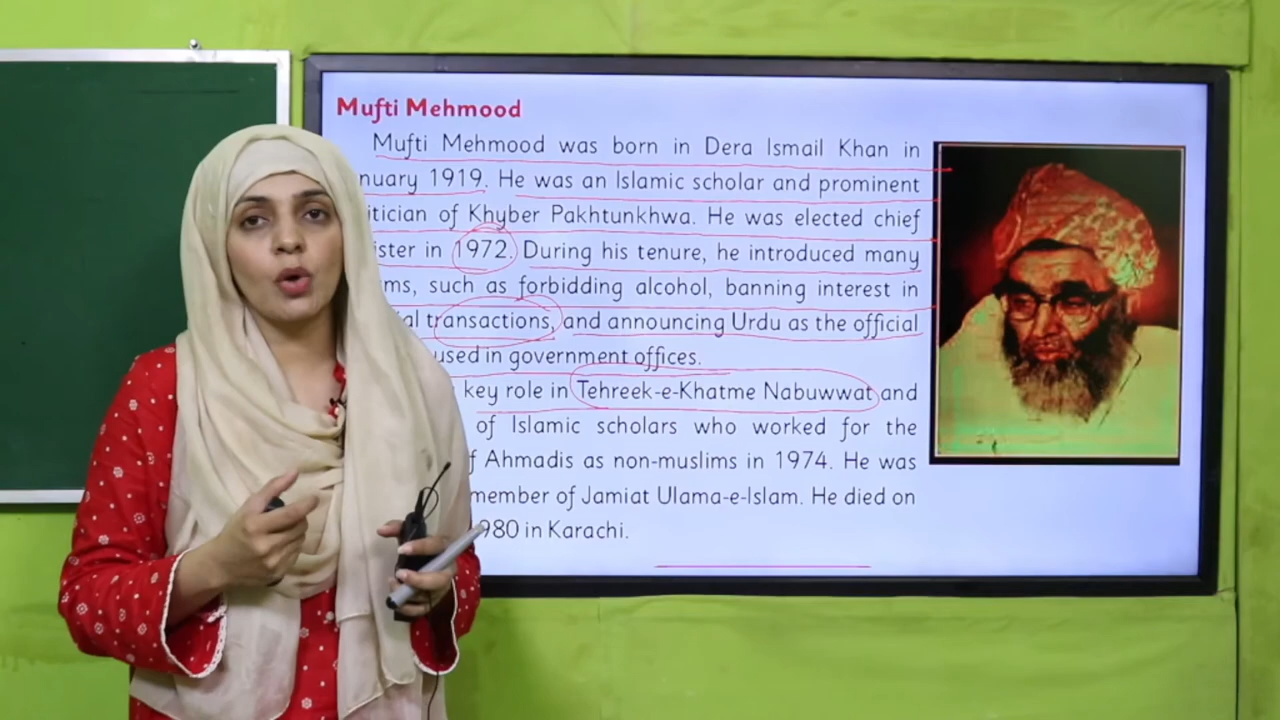 Mufti Mehmood
Mufti Mehmood was born in Dera Ismail Khan in
nuary 1919. He was an Islamic scholar and prominent
itician of Khyber Pakhtunkhwa. He was elected chief
ister in 1972. During his tenure, he introduced many
ms, such as forbidding alcohol, banning interest in
ial transactions, and announcing Urdu as the official
used in government offices.
key role in Tehreek-e-Khatme Nabuwwat and
of Islamic scholars who worked for the
f Ahmadis as non-muslims in 1974. He was
member of Jamiat Ulama-e-Islam. He died on
980 in Karachi.